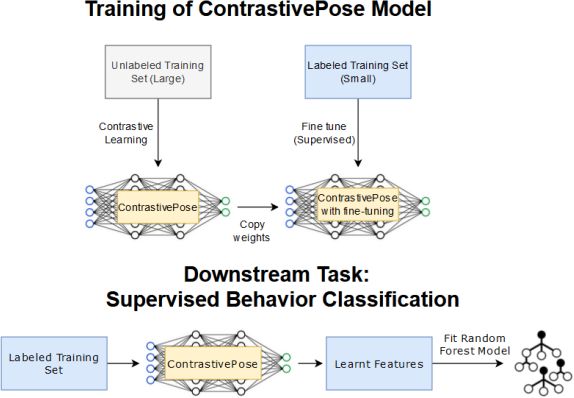 Training of ContrastivePose Model
Unlabeled Training
Set (Large)
Labeled Training Set
(Small)
Contrastive
Learning
Fine tune
(Supervised)
ContrastivePose
ContrastivePose
with fine-tuning
Copy
weights
Downstream Task:
Supervised Behavior Classification
Labeled Training
Set
ContrastivePose
Learnt Features
Fit Random
Forest Model